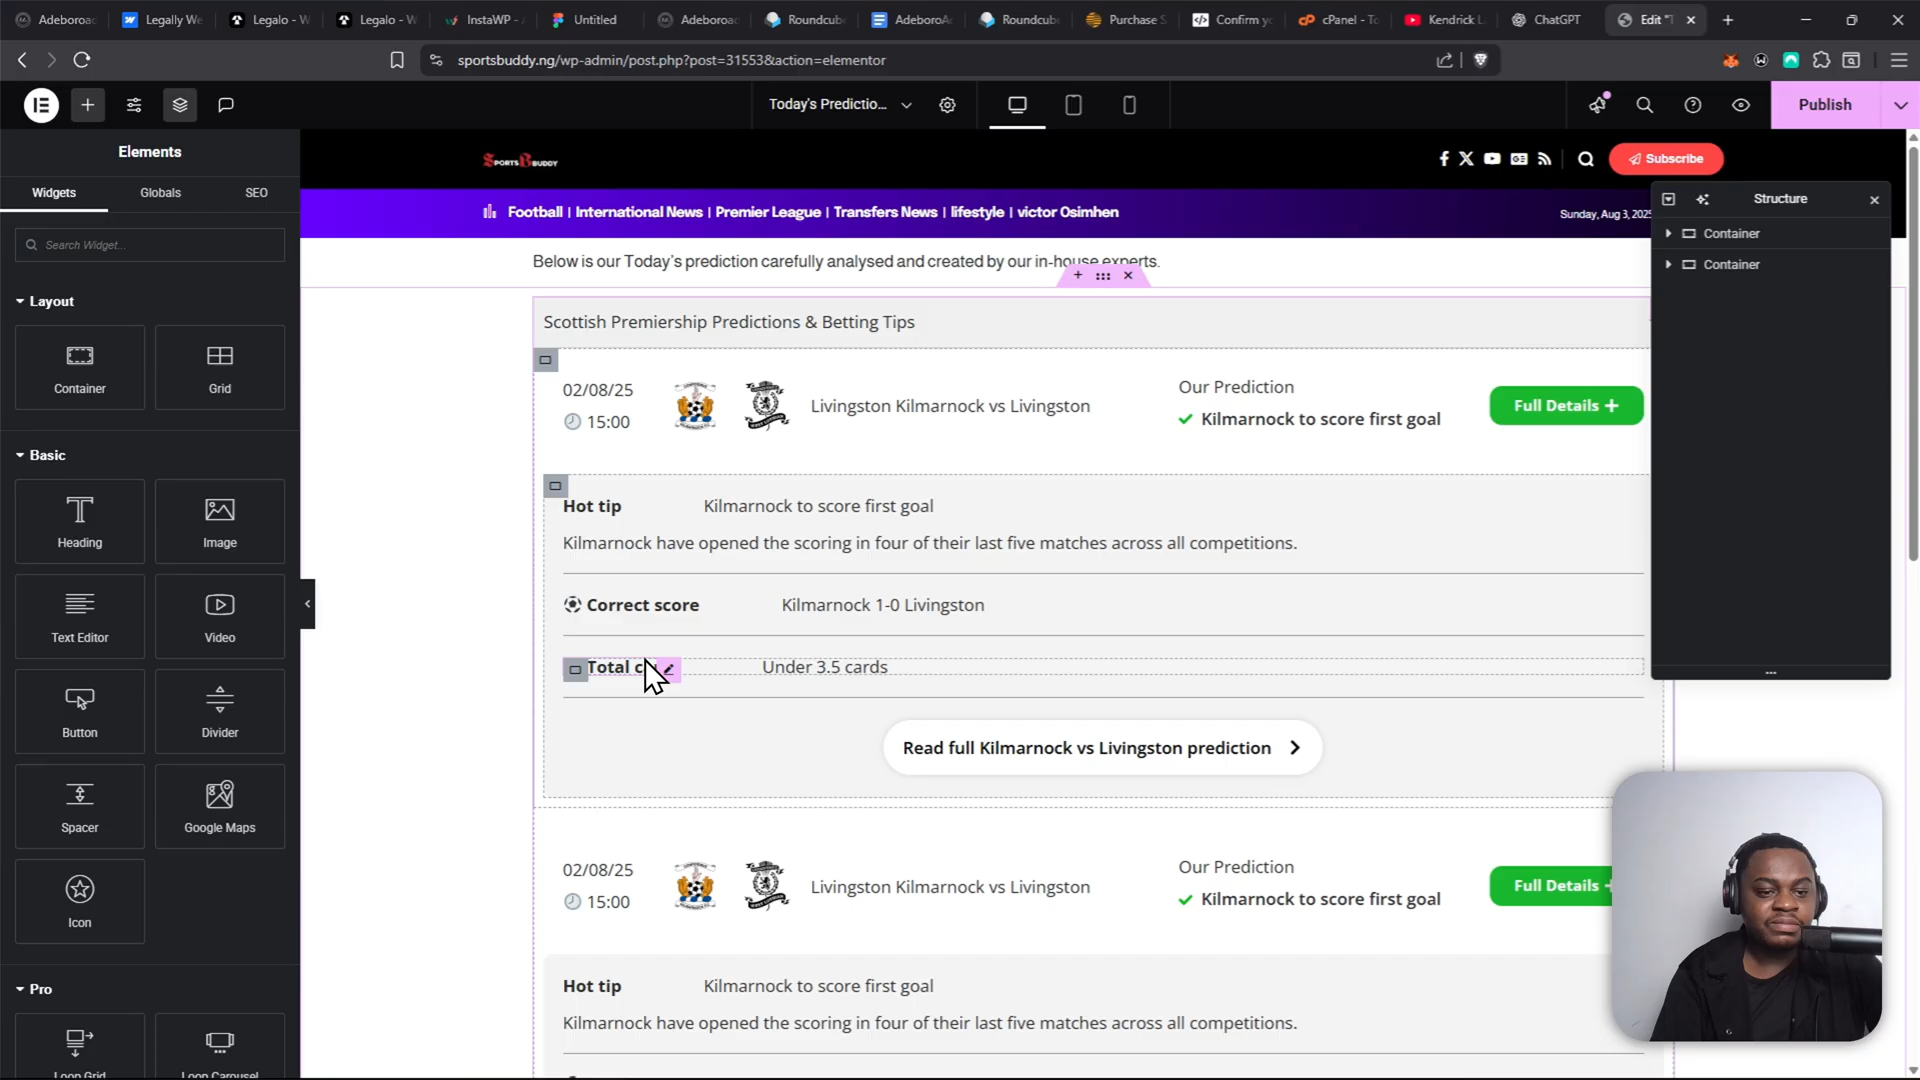 Adeboroac
Legally We
Legalo - W
Legalo - W
InstaWP -
Untitled
Adeboroac
Roundcube
AdeboroAc
Roundcube
Purchase S
Confirm yo
cPanel - To
Kendrick L
ChatGPT
Edit "T
sportsbuddy.ng/wp-admin/post.php?post=31553&action=elementor
Today's Predictio...
Publish
Elements
Widgets
Globals
SEO
Search Widget...
Layout
Container
Grid
Basic
Heading
Image
Text Editor
Video
Button
Divider
Spacer
Google Maps
Icon
Pro
Loop Grid
Loop Carousel
SPORTS BUDDY
Subscribe
Football | International News | Premier League | Transfers News | lifestyle | victor Osimhen
Sunday, Aug 3, 2025
Structure
Container
Container
Below is our Today's prediction carefully analysed and created by our in-house experts.
Scottish Premiership Predictions & Betting Tips
02/08/25
15:00
Livingston Kilmarnock vs Livingston
Our Prediction
Kilmarnock to score first goal
Full Details +
Hot tip
Kilmarnock to score first goal
Kilmarnock have opened the scoring in four of their last five matches across all competitions.
Correct score
Kilmarnock 1-0 Livingston
Total c
Under 3.5 cards
Read full Kilmarnock vs Livingston prediction
02/08/25
15:00
Livingston Kilmarnock vs Livingston
Our Prediction
Kilmarnock to score first goal
Full Details +
Hot tip
Kilmarnock to score first goal
Kilmarnock have opened the scoring in four of their last five matches across all competitions.